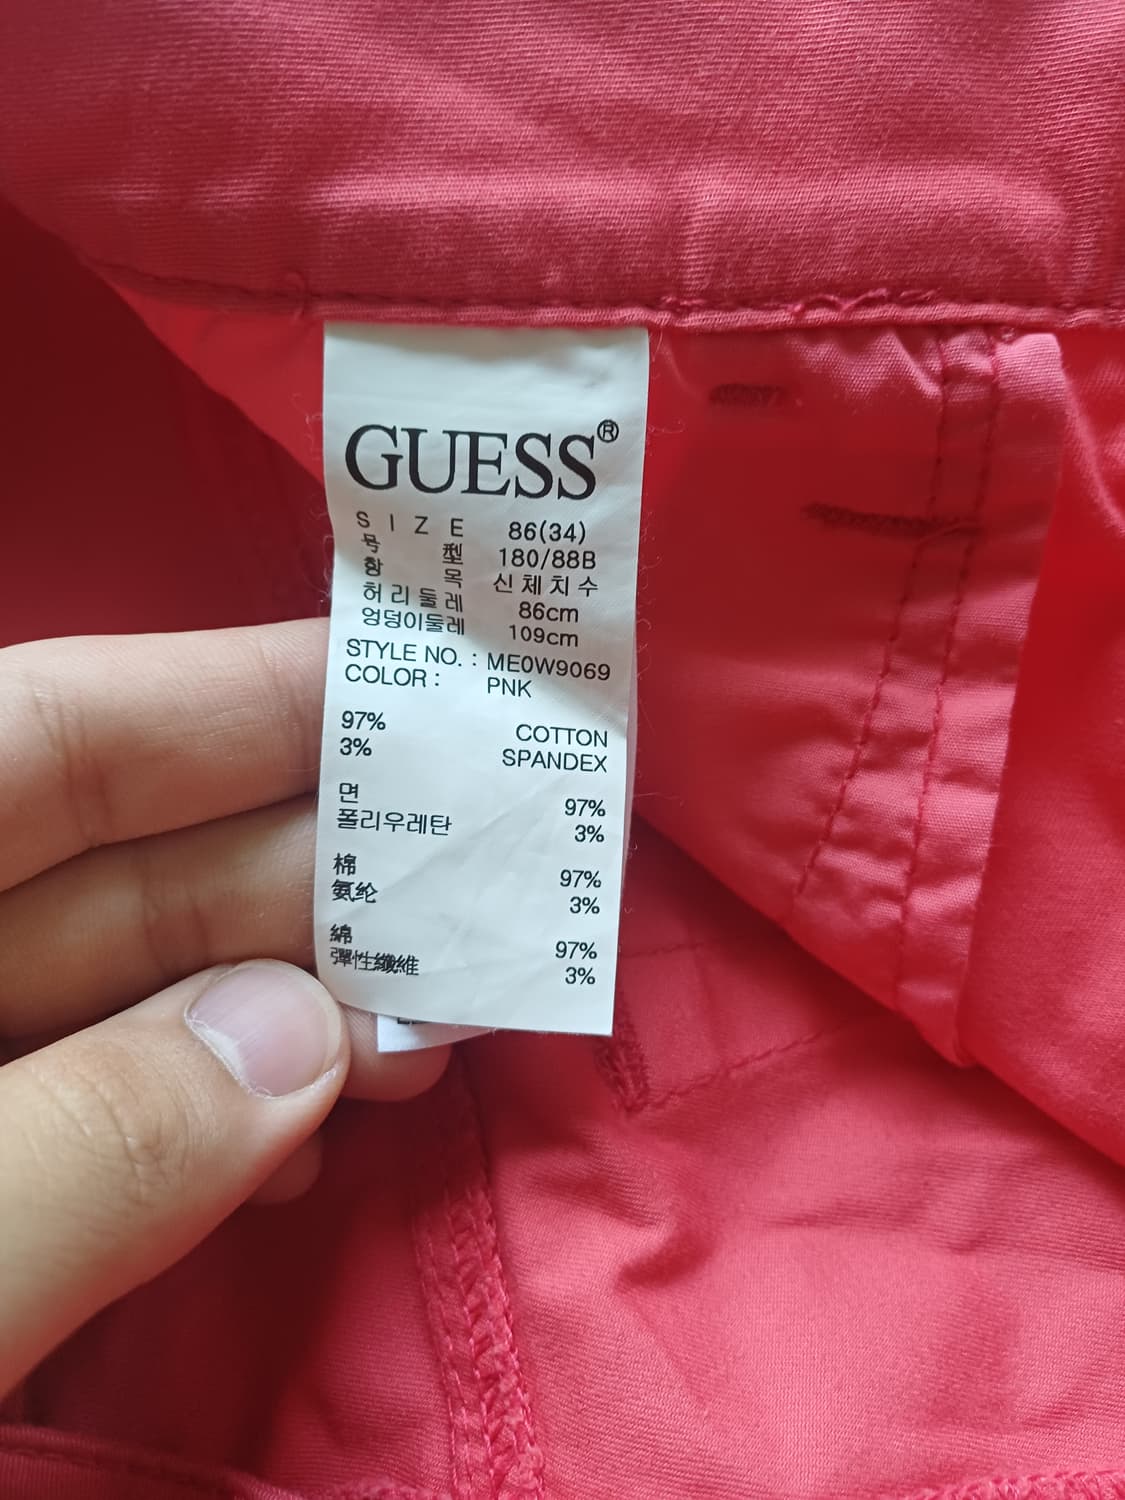 GUESS®
SIZE 86(34)
号型 180/88B
항목 신체치수
허리둘레 86cm
엉덩이둘레 109cm
STYLE NO. : ME0W9069
COLOR : PNK
97% COTTON
3% SPANDEX
면 97%
폴리우레탄 3%
棉 97%
氨纶 3%
綿 97%
彈性纖維 3%